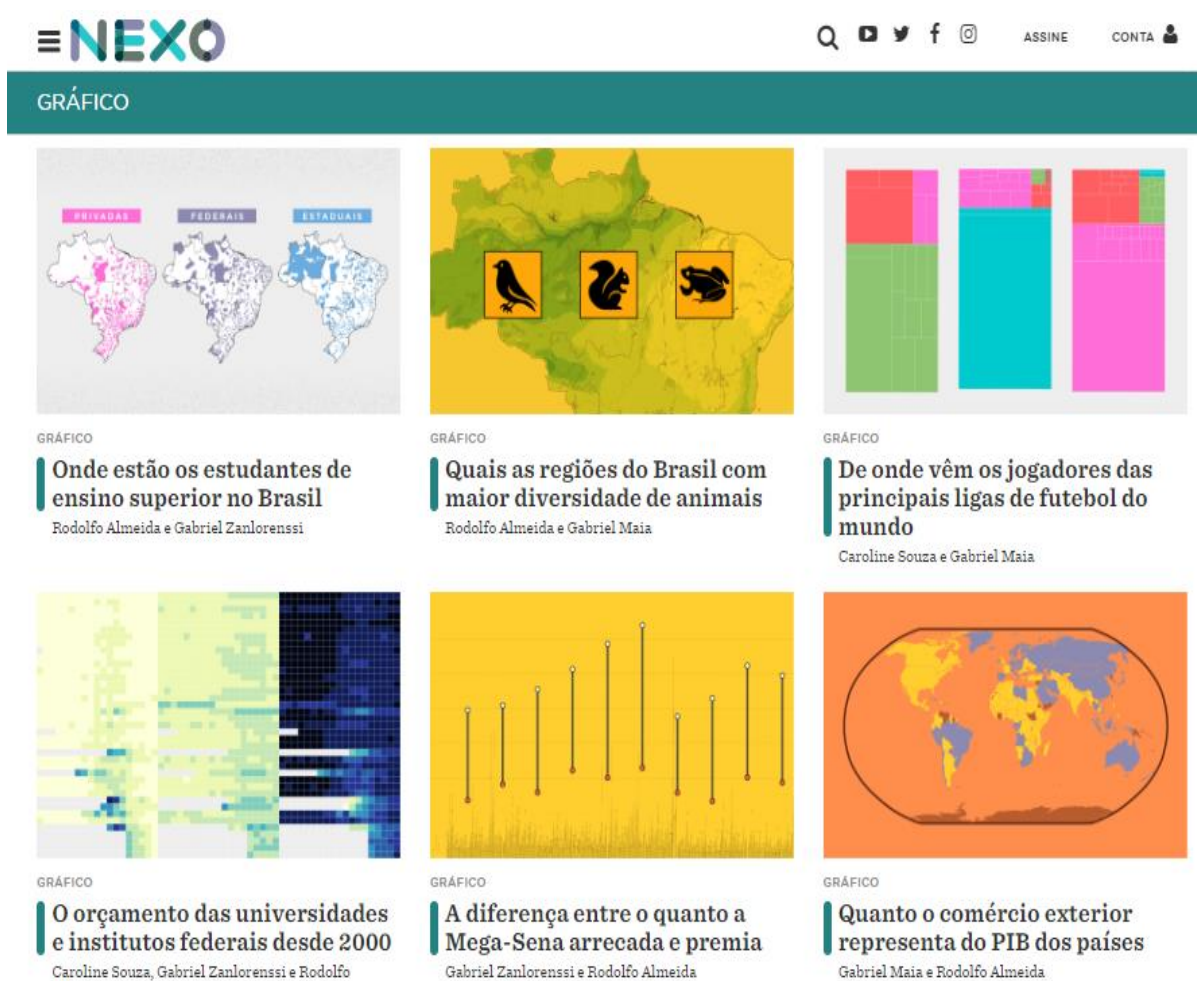 NEXO
ASSINE
CONTA
GRÁFICO
PRIVADAS
FEDERAIS
ESTADUAIS
GRÁFICO
Onde estão os estudantes de
ensino superior no Brasil
Rodolfo Almeida e Gabriel Zanlorenssi
GRÁFICO
Quais as regiões do Brasil com
maior diversidade de animais
Rodolfo Almeida e Gabriel Maia
GRÁFICO
De onde vêm os jogadores das
principais ligas de futebol do
mundo
Caroline Souza e Gabriel Maia
GRÁFICO
O orçamento das universidades
e institutos federais desde 2000
Caroline Souza, Gabriel Zanlorenssi e Rodolfo
GRÁFICO
A diferença entre o quanto a
Mega-Sena arrecada e premia
Gabriel Zanlorenssi e Rodolfo Almeida
GRÁFICO
Quanto o comércio exterior
representa do PIB dos países
Gabriel Maia e Rodolfo Almeida